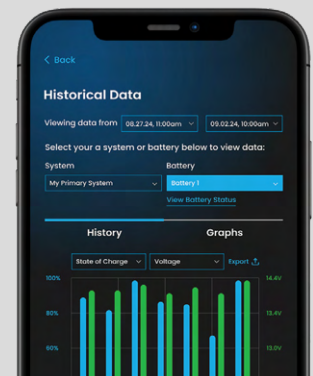 < Back
Historical Data
Viewing data from 08.27.24, 11:00am 09.02.24, 10:00am
Select your a system or battery below to view data:
System Battery
My Primary System Battery 1
View Battery Status
History Graphs
State of Charge Voltage Export
100% 14.4V
80% 13.4V
60% 13.0V